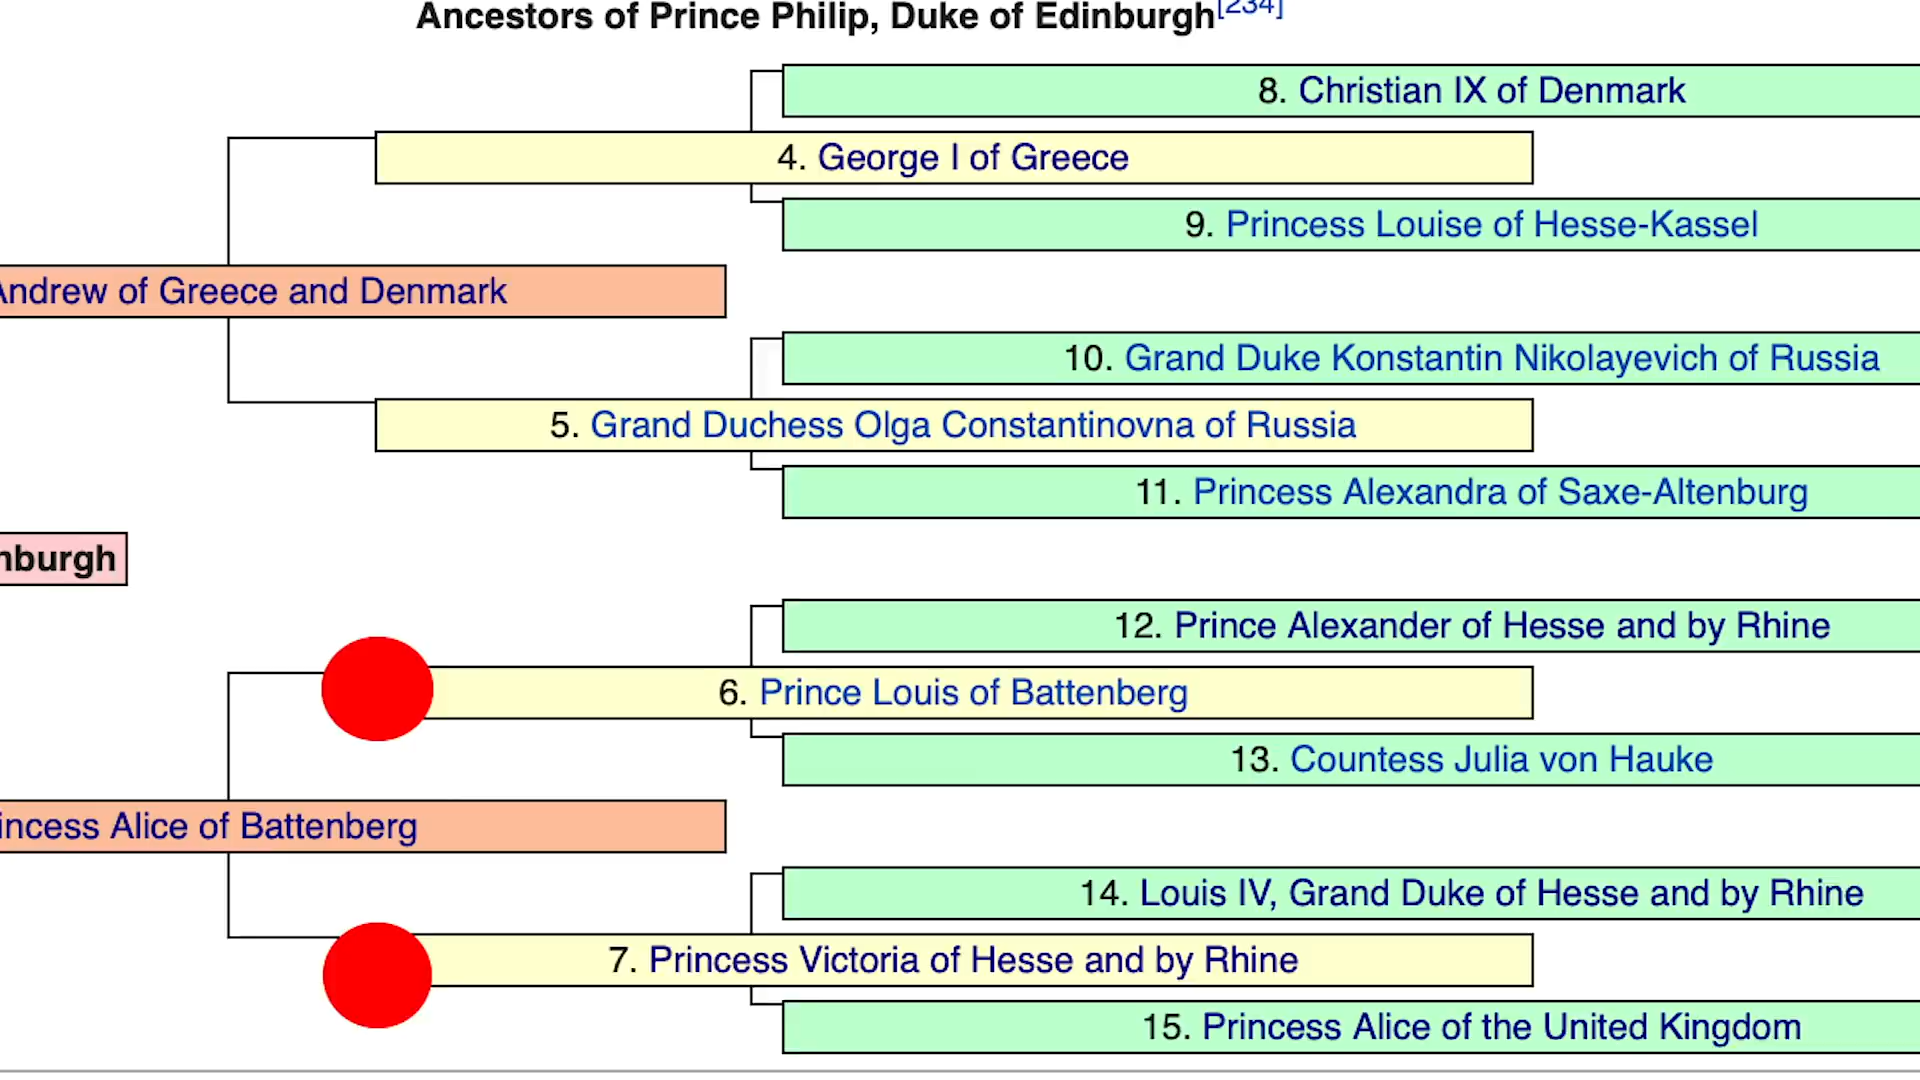 Ancestors of Prince Philip, Duke of Edinburgh[234]
8. Christian IX of Denmark
4. George I of Greece
9. Princess Louise of Hesse-Kassel
Andrew of Greece and Denmark
10. Grand Duke Konstantin Nikolayevich of Russia
5. Grand Duchess Olga Constantinovna of Russia
11. Princess Alexandra of Saxe-Altenburg
nburgh
12. Prince Alexander of Hesse and by Rhine
6. Prince Louis of Battenberg
13. Countess Julia von Hauke
incess Alice of Battenberg
14. Louis IV, Grand Duke of Hesse and by Rhine
7. Princess Victoria of Hesse and by Rhine
15. Princess Alice of the United Kingdom